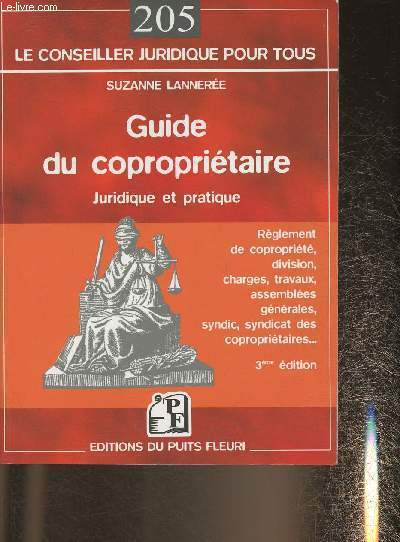 www.le-livre.com
205
LE CONSEILLER JURIDIQUE POUR TOUS
SUZANNE LANNERÉE
Guide
du copropriétaire
Juridique et pratique
Règlement
de copropriété,
division,
charges, travaux,
assemblées
générales,
syndic, syndicat des
copropriétaires...
3ème édition
PF
EDITIONS DU PUITS FLEURI